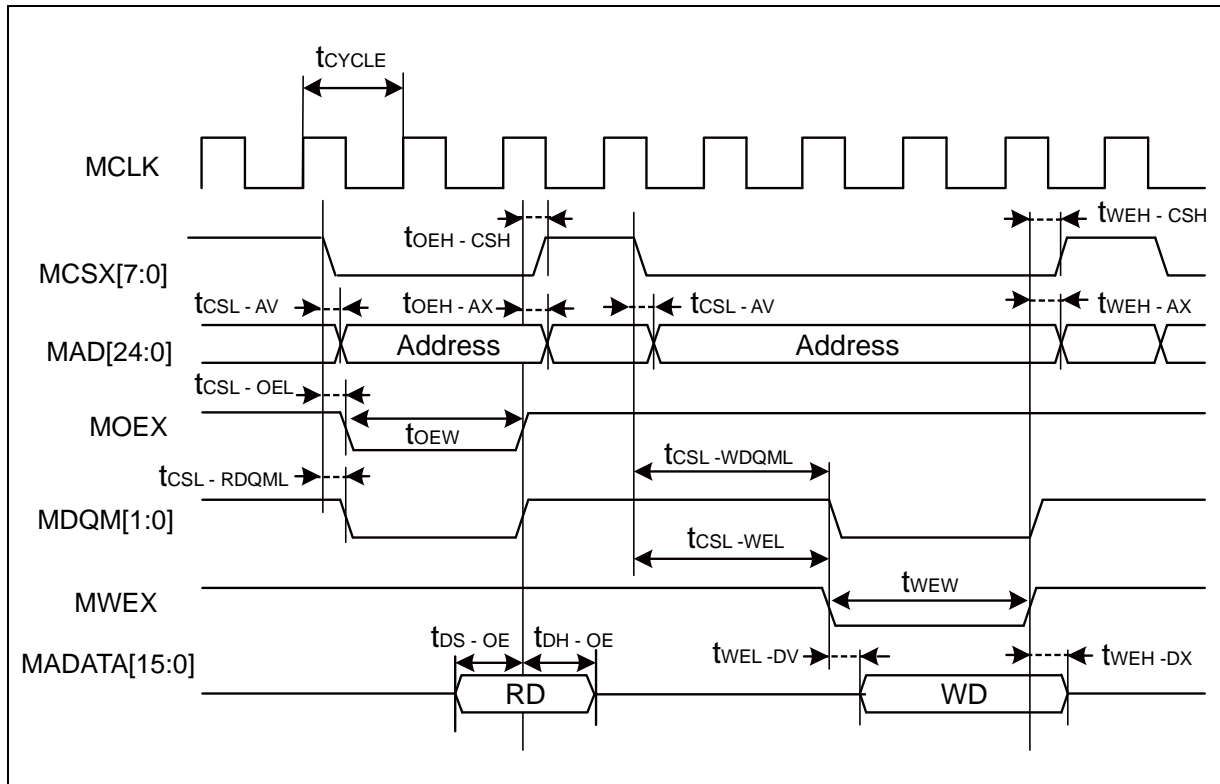 tCYCLE
MCLK
tOEH - CSH
tWEH - CSH
MCSX[7:0]
tCSL - AV
tOEH - AX
tCSL - AV
tWEH - AX
MAD[24:0]
Address
Address
tCSL - OEL
MOEX
tOEW
tCSL -WDQML
tCSL - RDQML
MDQM[1:0]
tCSL -WEL
MWEX
tWEW
tDS - OE
tDH - OE
MADATA[15:0]
tWEL -DV
tWEH -DX
RD
WD